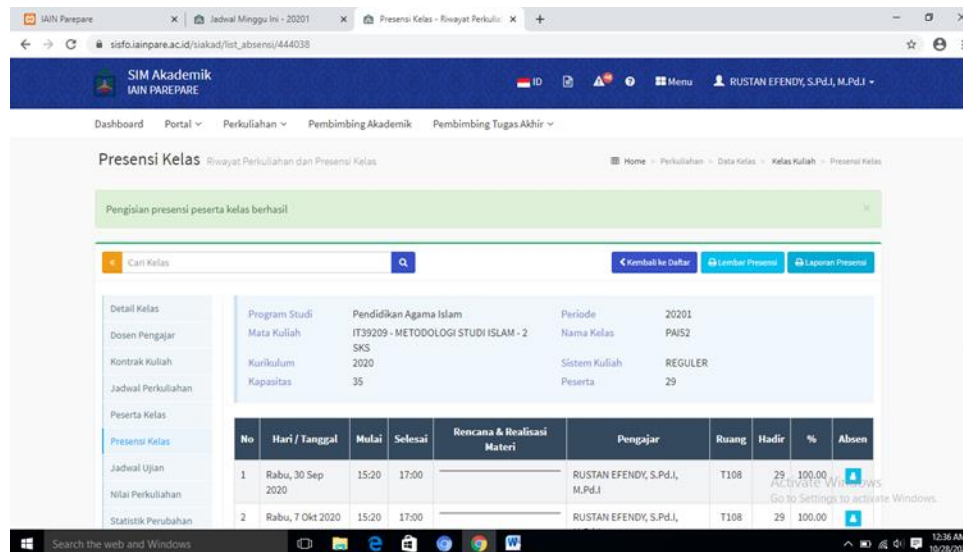 IAIN Parepare
Jadwal Minggu Ini - 20201
Presensi Kelas - Riwayat Perkulia
sisfo.iainpare.ac.id/siakad/list_absensi/444038
SIM Akademik
IAIN PAREPARE
ID
Menu
RUSTAN EFENDY, S.Pd.I, M.Pd.I
Dashboard Portal Perkuliahan Pembimbing Akademik Pembimbing Tugas Akhir
Presensi Kelas Riwayat Perkuliahan dan Presensi Kelas
Home > Perkuliahan > Data Kelas > Kelas Kuliah > Presensi Kelas
Pengisian presensi peserta kelas berhasil
Cari Kelas
Kembali ke Daftar
Lembar Presensi
Laporan Presensi
Detail Kelas
Dosen Pengajar
Kontrak Kuliah
Jadwal Perkuliahan
Peserta Kelas
Presensi Kelas
Jadwal Ujian
Nilai Perkuliahan
Statistik Perubahan
Program Studi Pendidikan Agama Islam Periode 20201
Mata Kuliah IT39209 - METODOLOGI STUDI ISLAM - 2 Nama Kelas PAI52
SKS
Kurikulum 2020 Sistem Kuliah REGULER
Kapasitas 35 Peserta 29
No Hari / Tanggal Mulai Selesai Rencana & Realisasi Materi Pengajar Ruang Hadir % Absen
1 Rabu, 30 Sep 15:20 17:00 RUSTAN EFENDY, S.Pd.I, T108 29 100.00
2020 M.Pd.I
2 Rabu, 7 Okt 2020 15:20 17:00 RUSTAN EFENDY, S.Pd.I, T108 29 100.00
Activate Windows
Go to Settings to activate Windows.
Search the web and Windows
12:36 AM